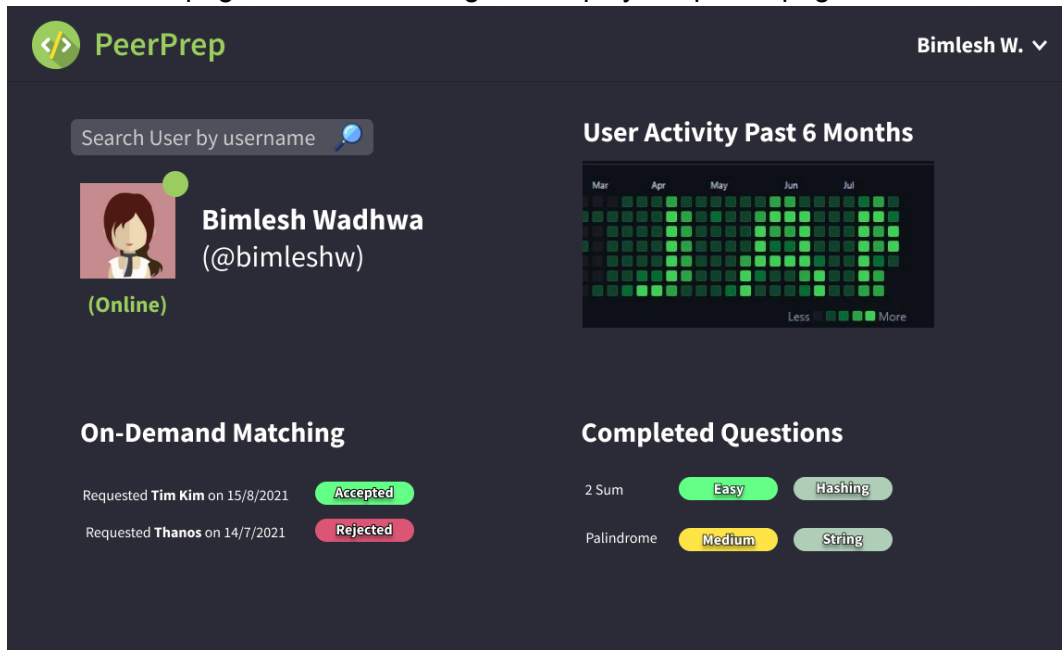 PeerPrep
Bimlesh W.
Search User by username
Bimlesh Wadhwa
(@bimleshw)
(Online)
User Activity Past 6 Months
Mar Apr May Jun Jul
Less More
On-Demand Matching
Requested Tim Kim on 15/8/2021 Accepted
Requested Thanos on 14/7/2021 Rejected
Completed Questions
2 Sum Easy Hashing
Palindrome Medium String